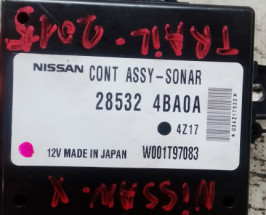 TRAIL. 2015
NISSAN CONT ASSY-SONAR
28532 4BA0A
4Z17
12V MADE IN JAPAN W001T97083
NISSAN.X